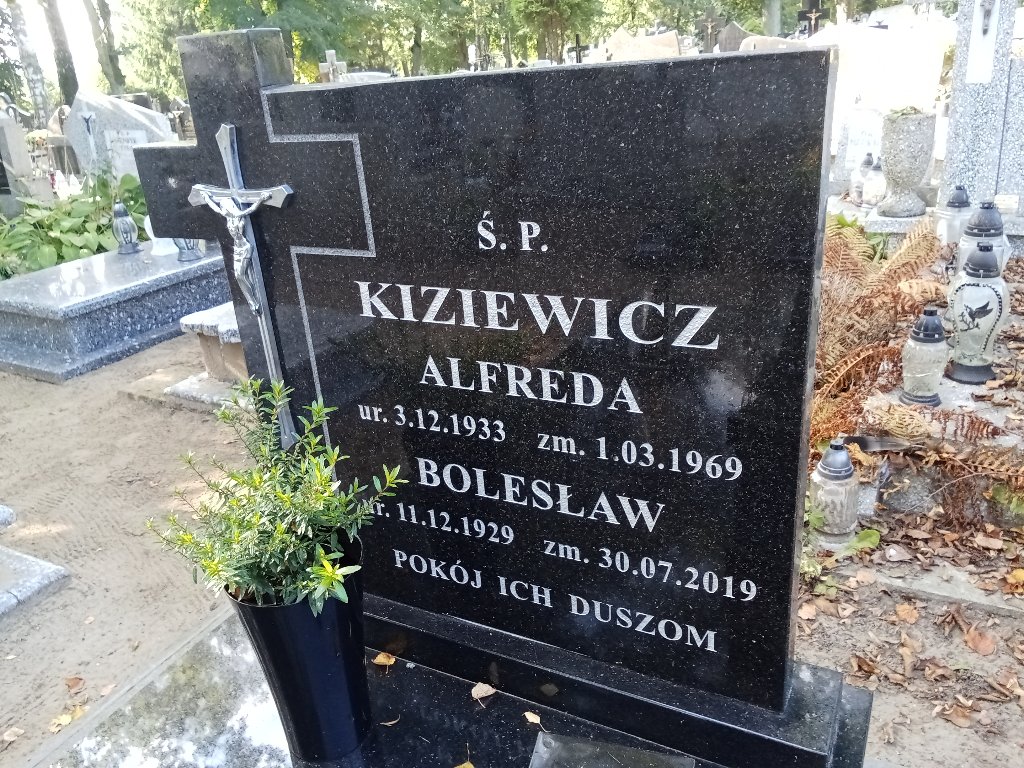 Ś. P.
KIZIEWICZ
ALFREDA
ur. 3.12.1933 zm. 1.03.1969
BOLESŁAW
ur. 11.12.1929 zm. 30.07.2019
POKÓJ ICH DUSZOM